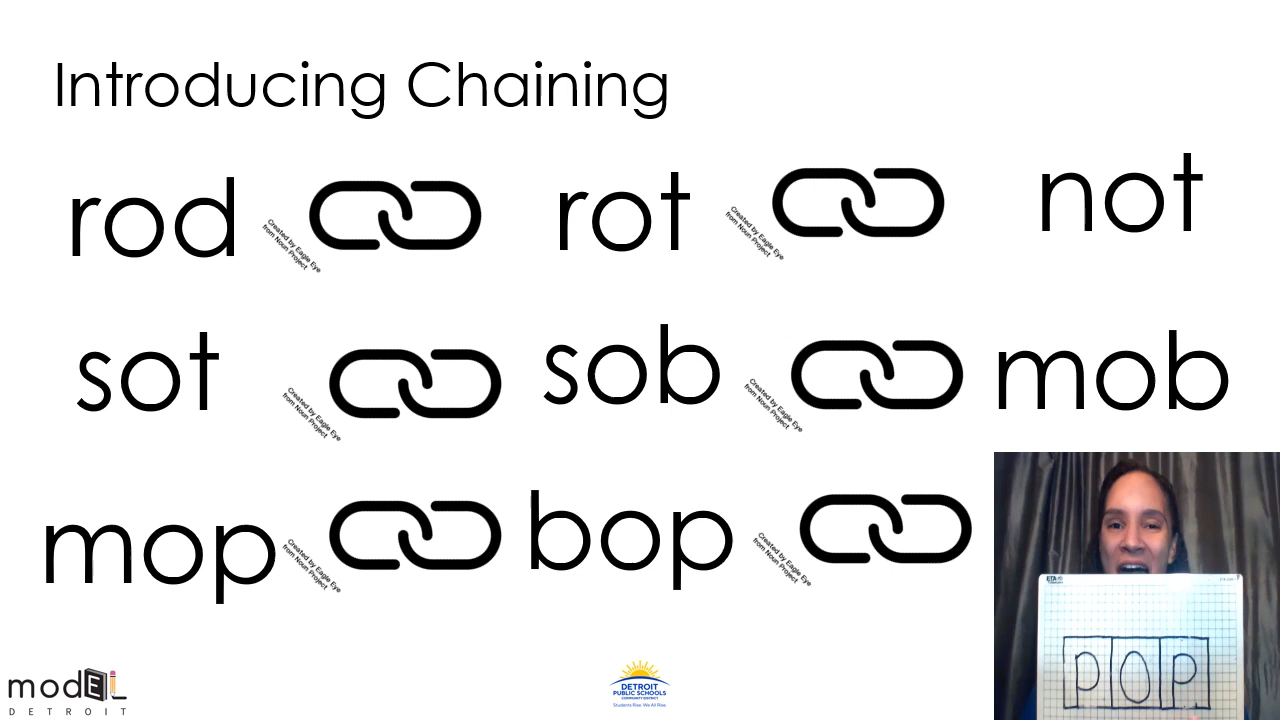 Introducing Chaining
rod rot not
Created by Eagle Eye
from Noun Project
Created by Eagle Eye
from Noun Project
sot sob mob
Created by Eagle Eye
from Noun Project
Created by Eagle Eye
from Noun Project
mop bop
Created by Eagle Eye
from Noun Project
Created by Eagle Eye
from Noun Project
ETA
pop
modEL
DETROIT
DETROIT
PUBLIC SCHOOLS
COMMUNITY DISTRICT
Students Rise. We All Rise.